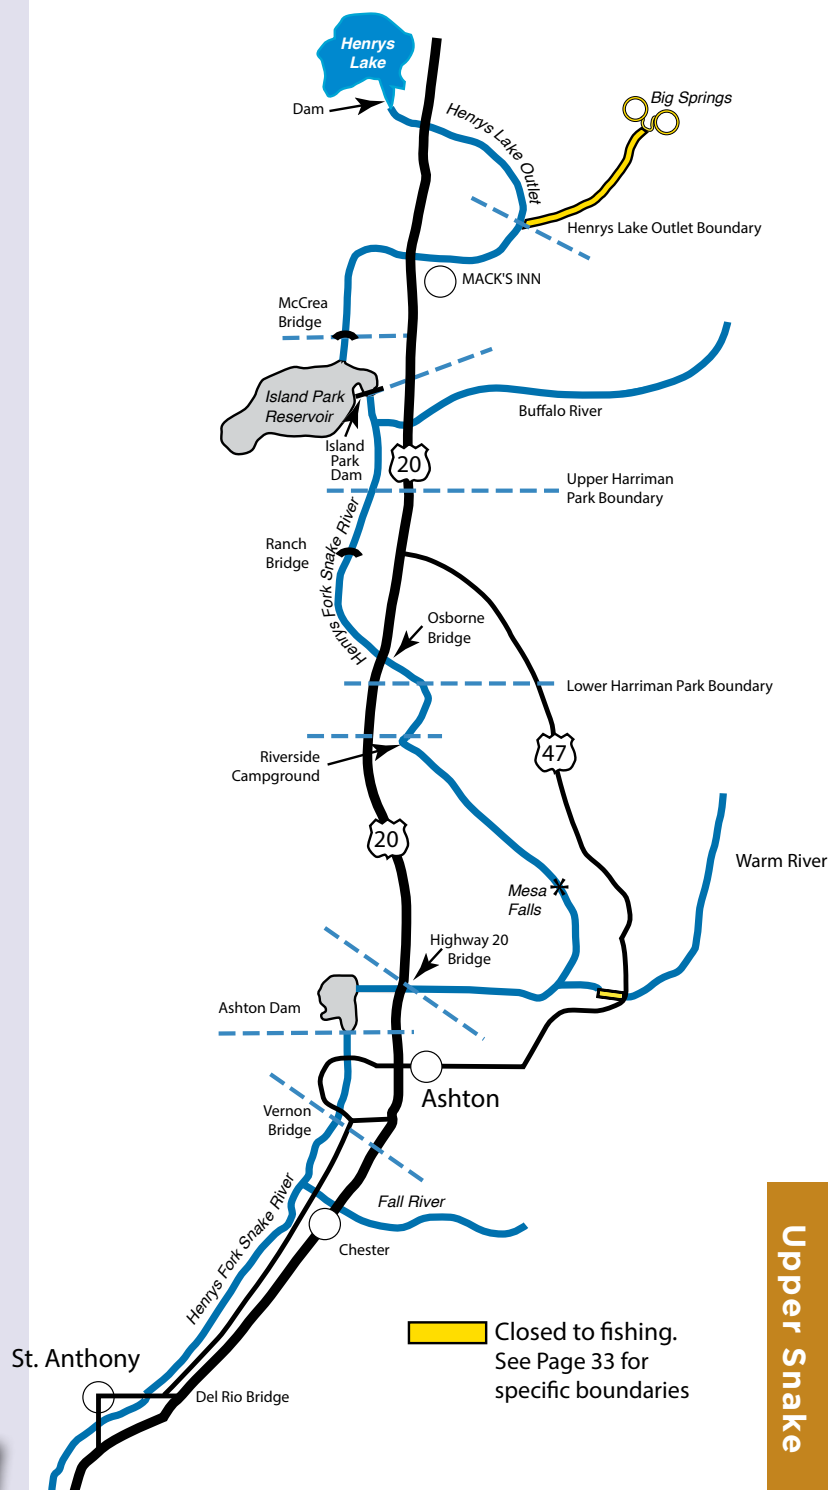 Henrys
Lake
Dam
Henrys Lake Outlet
Big Springs
Henrys Lake Outlet Boundary
MACK'S INN
McCrea
Bridge
Island Park
Reservoir
Buffalo River
Island
Park
Dam
20
Upper Harriman
Park Boundary
Henrys Fork Snake River
Ranch
Bridge
Osborne
Bridge
Lower Harriman Park Boundary
Riverside
Campground
47
20
Warm River
Mesa
Falls
Highway 20
Bridge
Ashton Dam
Ashton
Vernon
Bridge
Henrys Fork Snake River
Fall River
Chester
Closed to fishing.
See Page 33 for
specific boundaries
St. Anthony
Del Rio Bridge
Upper Snake